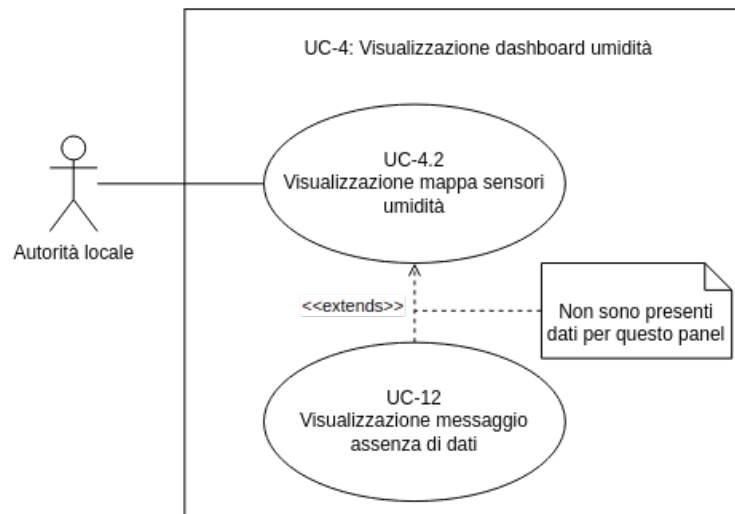 UC-4: Visualizzazione dashboard umidità
UC-4.2
Visualizzazione mappa sensori
umidità
Autorità locale
<<extends>>
Non sono presenti
dati per questo panel
UC-12
Visualizzazione messaggio
assenza di dati